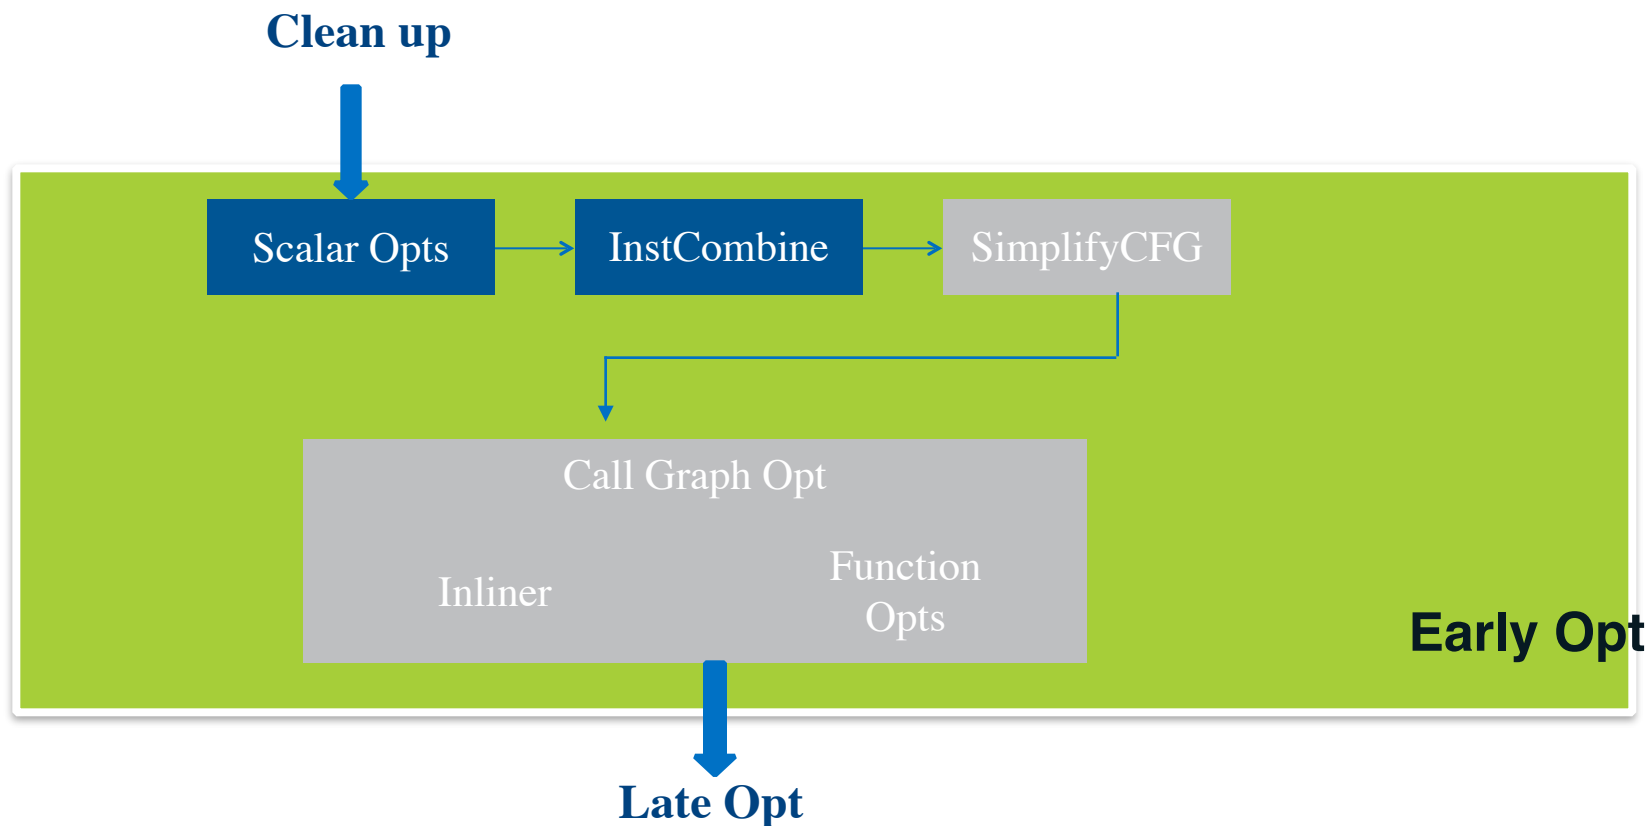 Clean up
Scalar Opts
InstCombine
SimplifyCFG
Call Graph Opt
Inliner
Function
Opts
Early Opt
Late Opt